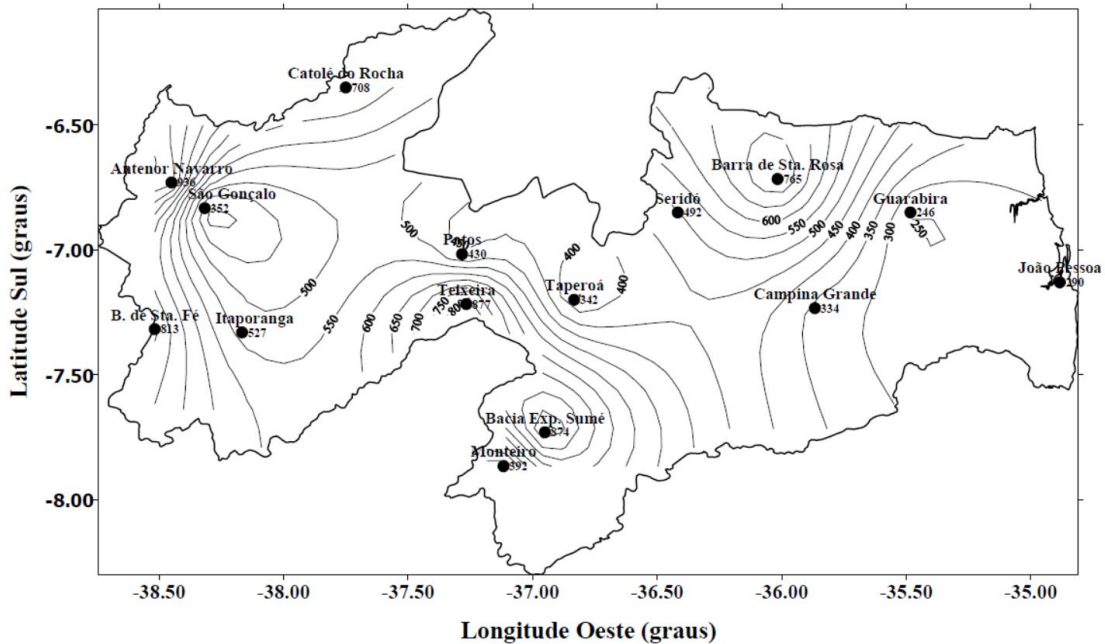 Catolé do Rocha
708
-6.50
Antenor Navarro
936
São Gonçalo
352
Barra de Sta. Rosa
765
Seridó
492
Guarabira
246
600
550
500
450
400
350
300
250
-7.00
500
Patos
430
400
400
João Pessoa
290
Taperoá
342
Teixeira
877
Campina Grande
334
500
550
600
650
700
750
B. de Sta. Fé
813
Itaporanga
527
-7.50
Bacia Exp. Sumé
874
Monteiro
392
-8.00
Latitude Sul (graus)
-38.50
-38.00
-37.50
-37.00
-36.50
-36.00
-35.50
-35.00
Longitude Oeste (graus)